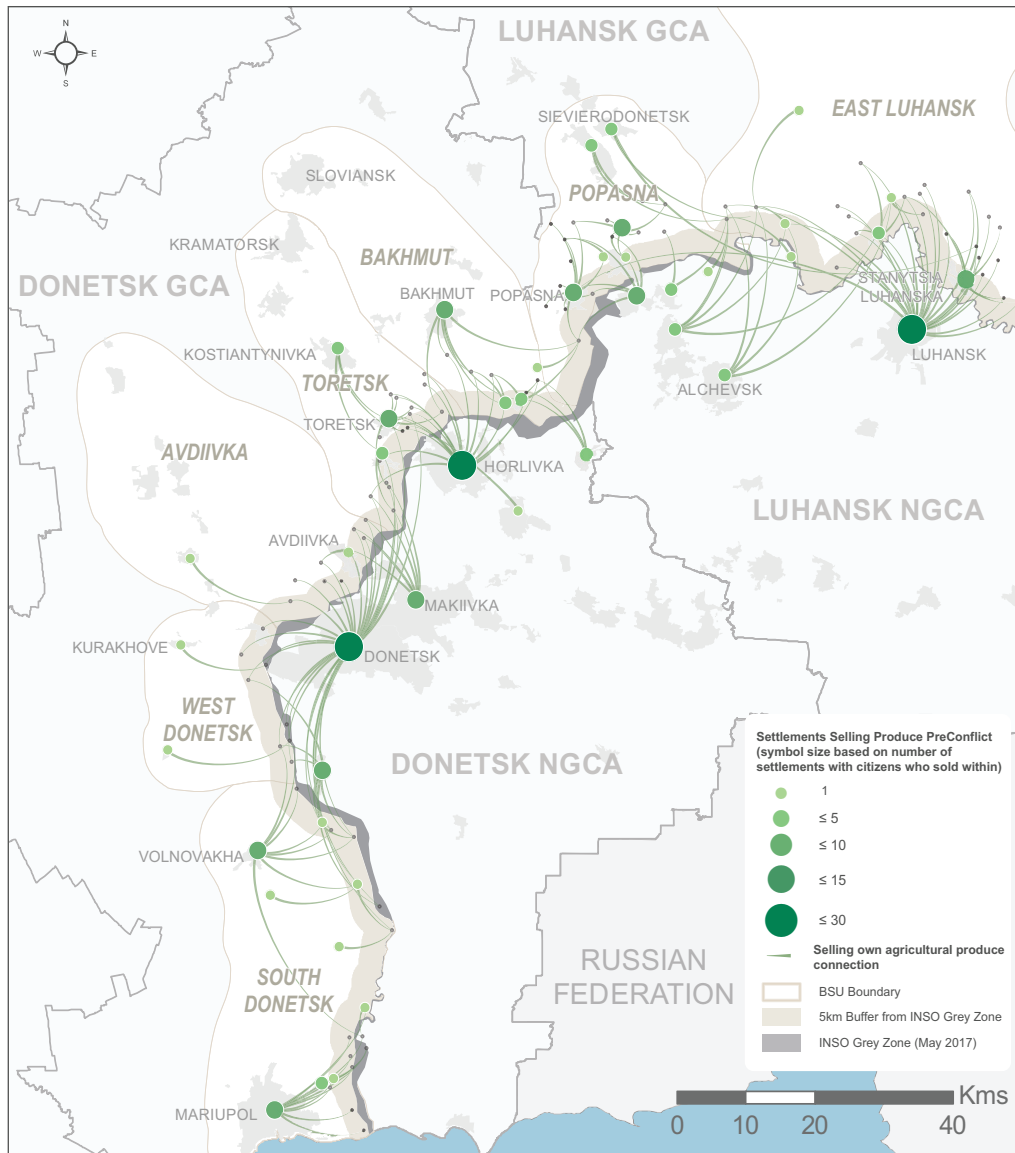 N
W
E
S
LUHANSK GCA
SIEVIERODONETSK
EAST LUHANSK
SLOVIANSK
POPASNA
KRAMATORSK
BAKHMUT
DONETSK GCA
BAKHMUT
POPASNA
STANYTSIA
LUHANSKA
KOSTIANTYNIVKA
LUHANSK
TORETSK
ALCHEVSK
TORETSK
AVDIIVKA
HORLIVKA
LUHANSK NGCA
AVDIIVKA
MAKIIVKA
KURAKHOVE
DONETSK
WEST
DONETSK
DONETSK NGCA
VOLNOVAKHA
SOUTH
DONETSK
RUSSIAN
FEDERATION
MARIUPOL
Settlements Selling Produce PreConflict
(symbol size based on number of
settlements with citizens who sold within)
1
≤ 5
≤ 10
≤ 15
≤ 30
Selling own agricultural produce
connection
BSU Boundary
5km Buffer from INSO Grey Zone
INSO Grey Zone (May 2017)
Kms
0 10 20 40